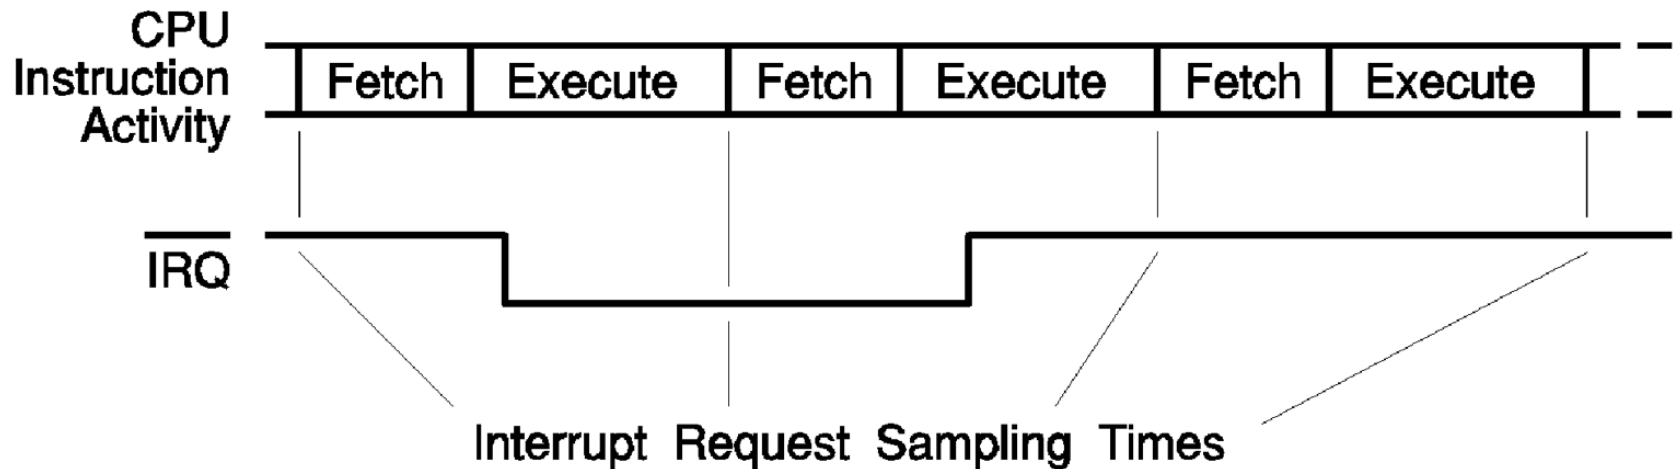 CPU
Instruction
Activity
Fetch Execute Fetch Execute Fetch Execute
IRQ
Interrupt Request Sampling Times